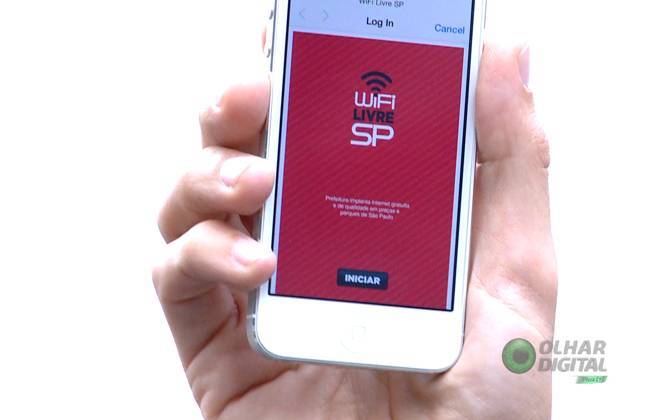 WiFi Livre SP
Log In
Cancel
WiFi
LIVRE
SP
Prefeitura implanta internet gratuita
e de qualidade em praças e
parques de São Paulo
INICIAR
OLHAR
DIGITAL